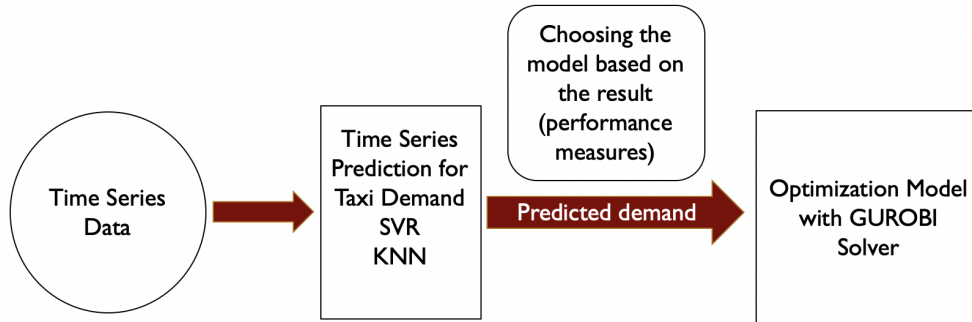 Time Series
Data
Time Series
Prediction for
Taxi Demand
SVR
KNN
Choosing the
model based on
the result
(performance
measures)
Predicted demand
Optimization Model
with GUROBI
Solver